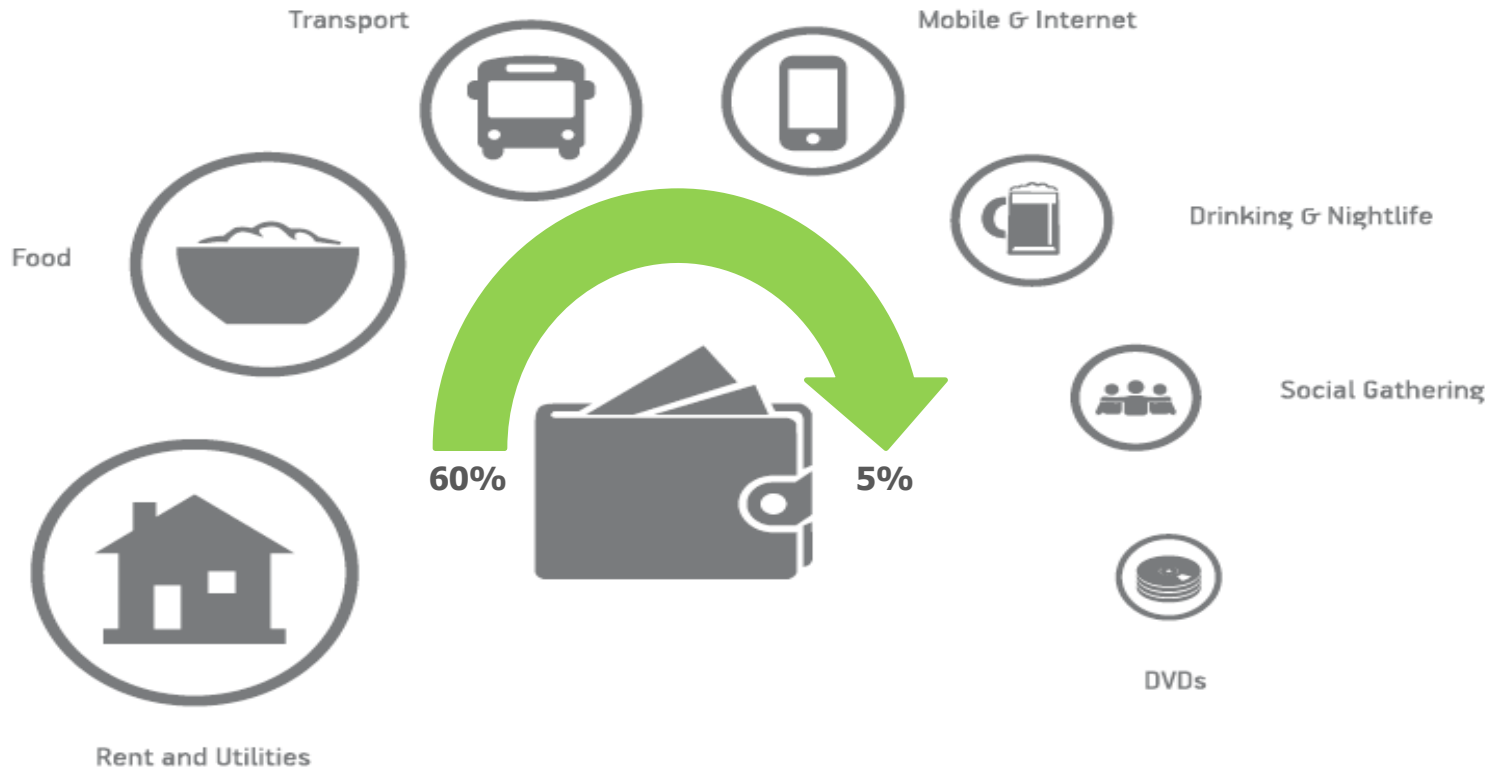 Transport
Mobile & Internet
Drinking & Nightlife
Food
Social Gathering
60%
5%
DVDs
Rent and Utilities